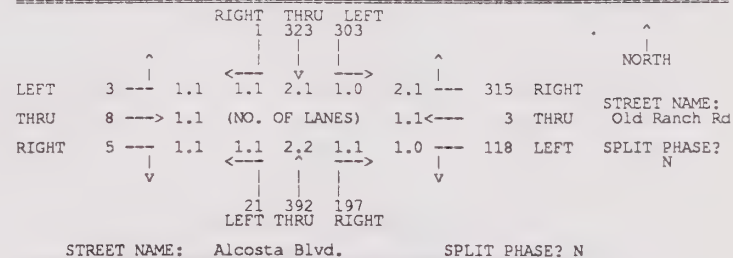 RIGHT THRU LEFT
1 323 303 ^
NORTH
^ <--- v ---> ^
LEFT 3 --- 1.1 1.1 2.1 1.0 2.1 --- 315 RIGHT
STREET NAME:
THRU 8 ---> 1.1 (NO. OF LANES) 1.1<--- 3 THRU Old Ranch Rd
RIGHT 5 --- 1.1 1.1 2.2 1.1 1.0 --- 118 LEFT SPLIT PHASE?
v <--- ^ ---> v N
21 392 197
LEFT THRU RIGHT
STREET NAME: Alcosta Blvd. SPLIT PHASE? N